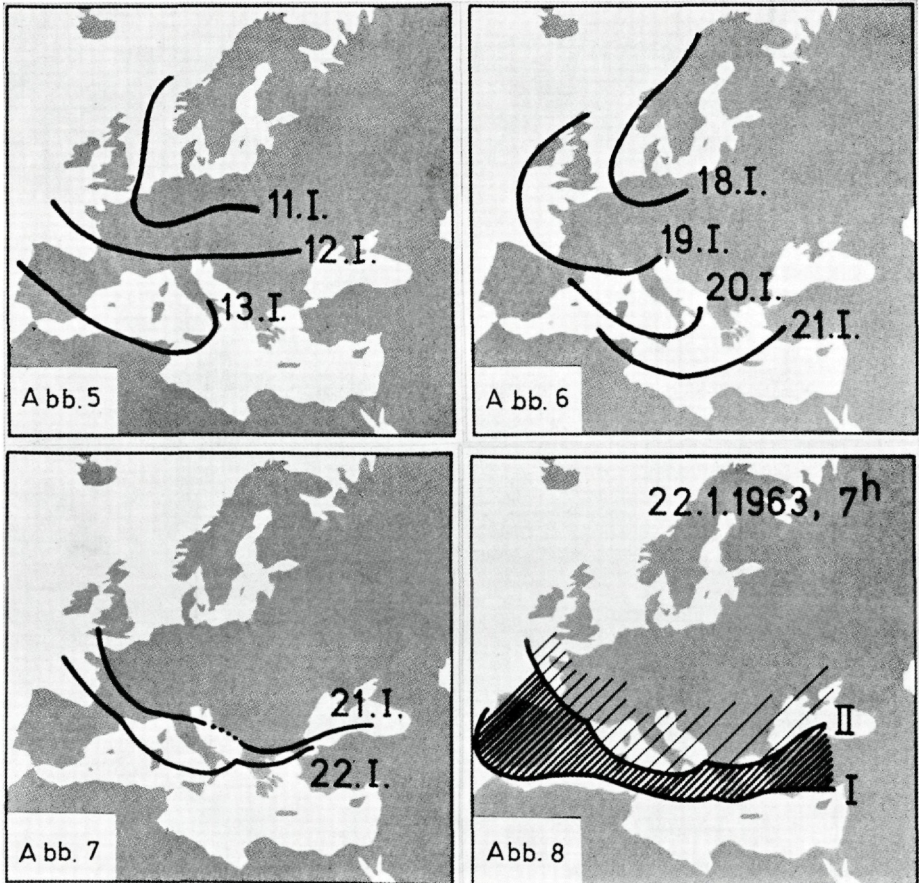 11.I.
12.I.
13.I.
Abb.5
18.I.
19.I.
20.I.
21.I.
Abb. 6
21.I.
22.I.
Abb. 7
22.1.1963, 7h
II
I
Abb. 8